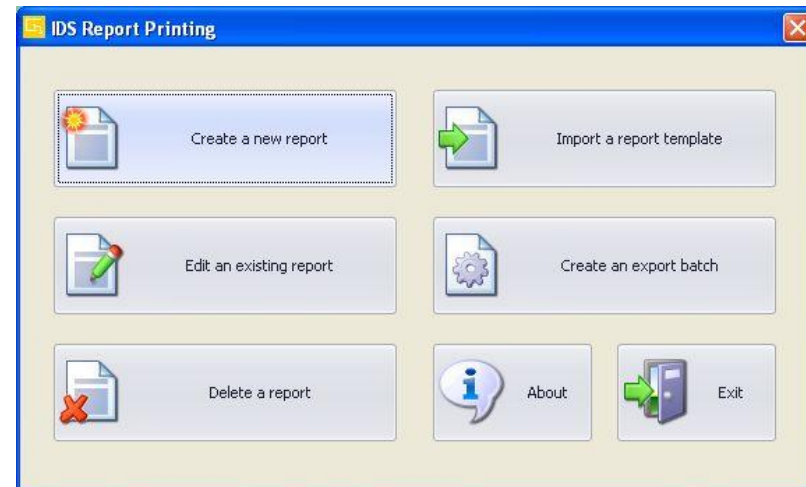 IDS Report Printing
Create a new report
Import a report template
Edit an existing report
Create an export batch
Delete a report
About
Exit